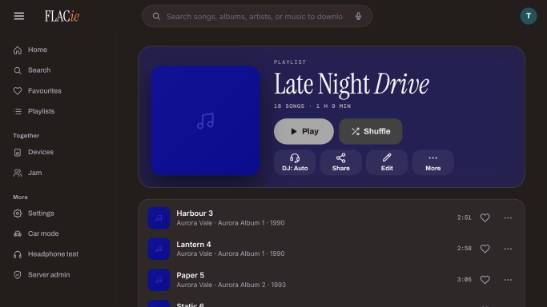 FLACie
Search songs, albums, artists, or music to downlo
T
Home
Search
Favourites
Playlists
Together
Devices
Jam
More
Settings
Car mode
Headphone test
Server admin
PLAYLIST
Late Night Drive
18 SONGS · 1 H 0 MIN
Play
Shuffle
DJ: Auto
Share
Edit
More
Harbour 3
Aurora Vale · Aurora Album 1 · 1990
2:51
Lantern 4
Aurora Vale · Aurora Album 1 · 1990
2:58
Paper 5
Aurora Vale · Aurora Album 2 · 1993
3:05
Static 6